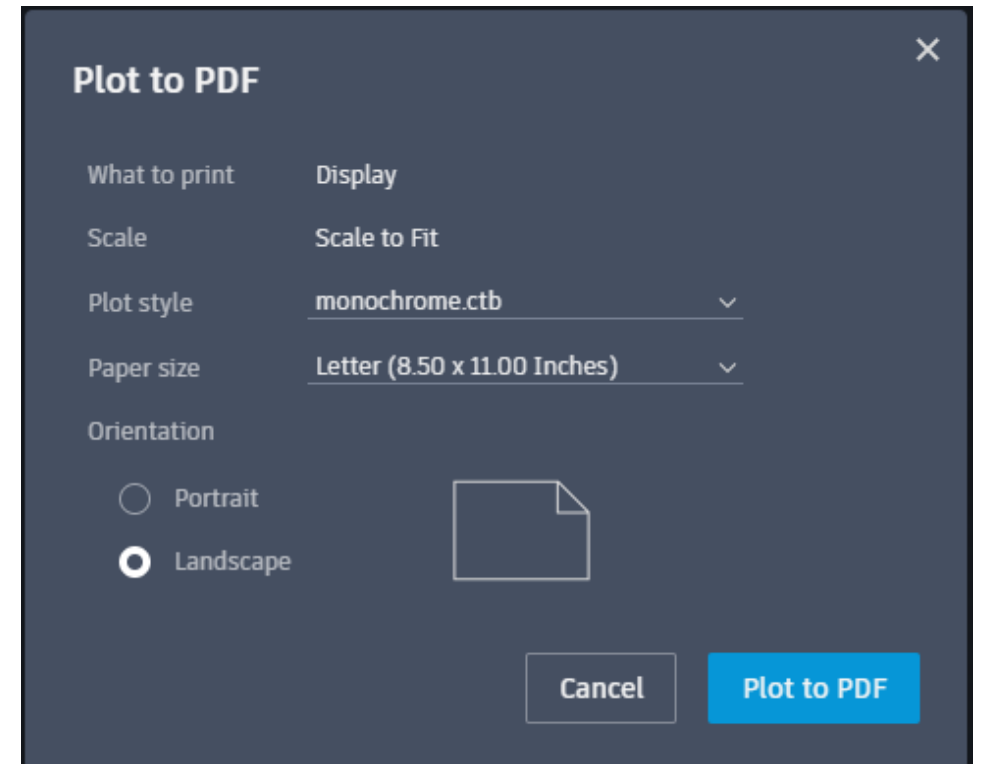 Plot to PDF
What to print Display
Scale Scale to Fit
Plot style monochrome.ctb
Paper size Letter (8.50 x 11.00 Inches)
Orientation
Portrait
Landscape
Cancel Plot to PDF